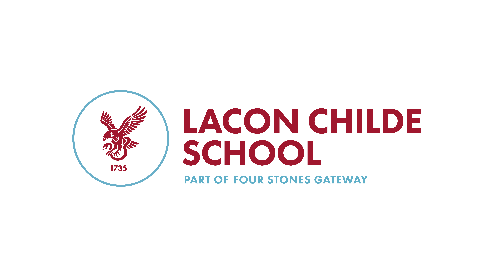 1735
LACON CHILDE
SCHOOL
PART OF FOUR STONES GATEWAY